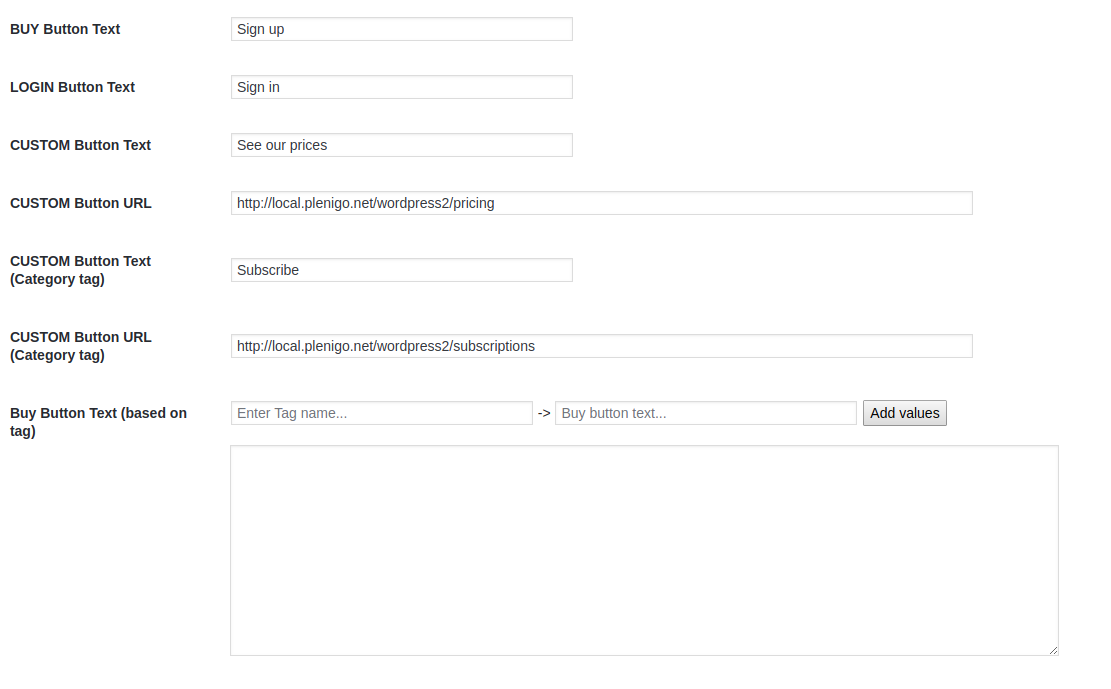 BUY Button Text Sign up
LOGIN Button Text Sign in
CUSTOM Button Text See our prices
CUSTOM Button URL http://local.plenigo.net/wordpress2/pricing
CUSTOM Button Text
(Category tag) Subscribe
CUSTOM Button URL
(Category tag) http://local.plenigo.net/wordpress2/subscriptions
Buy Button Text (based on
tag) Enter Tag name... -> Buy button text... Add values